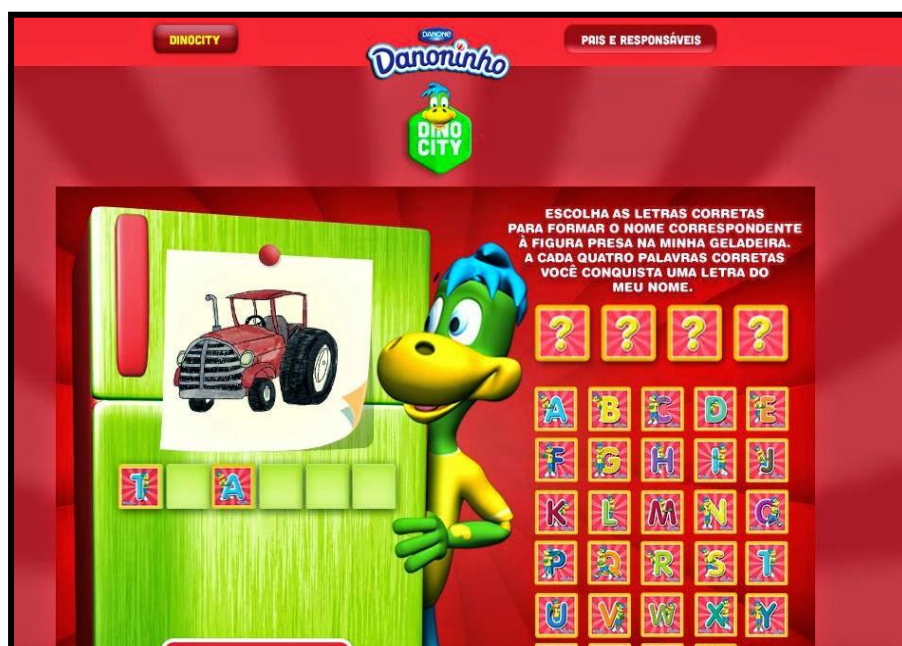 DINOCITY
DANONE
Danoninho
PAIS E RESPONSÁVEIS
DINO
CITY
ESCOLHA AS LETRAS CORRETAS
PARA FORMAR O NOME CORRESPONDENTE
À FIGURA PRESA NA MINHA GELADEIRA.
A CADA QUATRO PALAVRAS CORRETAS
VOCÊ CONQUISTA UMA LETRA DO
MEU NOME.
? ? ? ?
A B C D E
F G H I J
T A
K L M N O
P Q R S T
U V W X Y